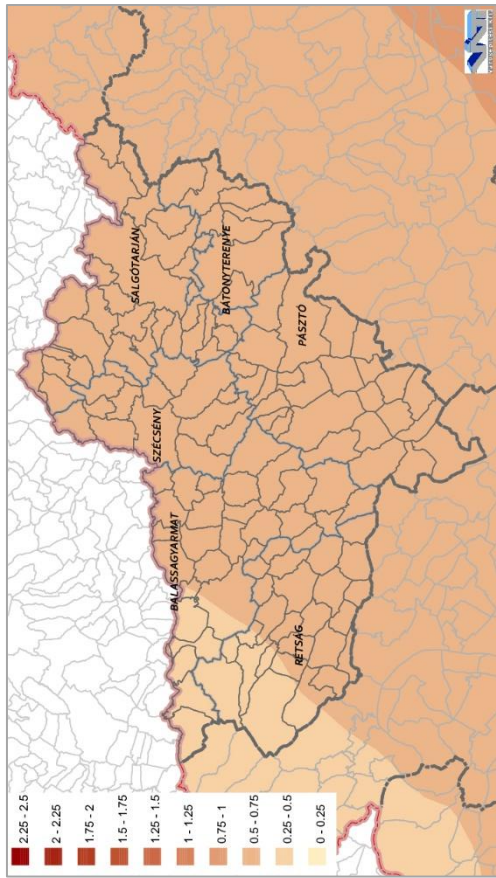 2.25 - 2.5
2 - 2.25
1.75 - 2
1.5 - 1.75
1.25 - 1.5
1 - 1.25
0.75 - 1
0.5 - 0.75
0.25 - 0.5
0 - 0.25
SALGÓTARJÁN
SZÉCSÉNY
BALASSAGYARMAT
BÁTONYTERENYE
RÉTSÁG
PÁSZTÓ